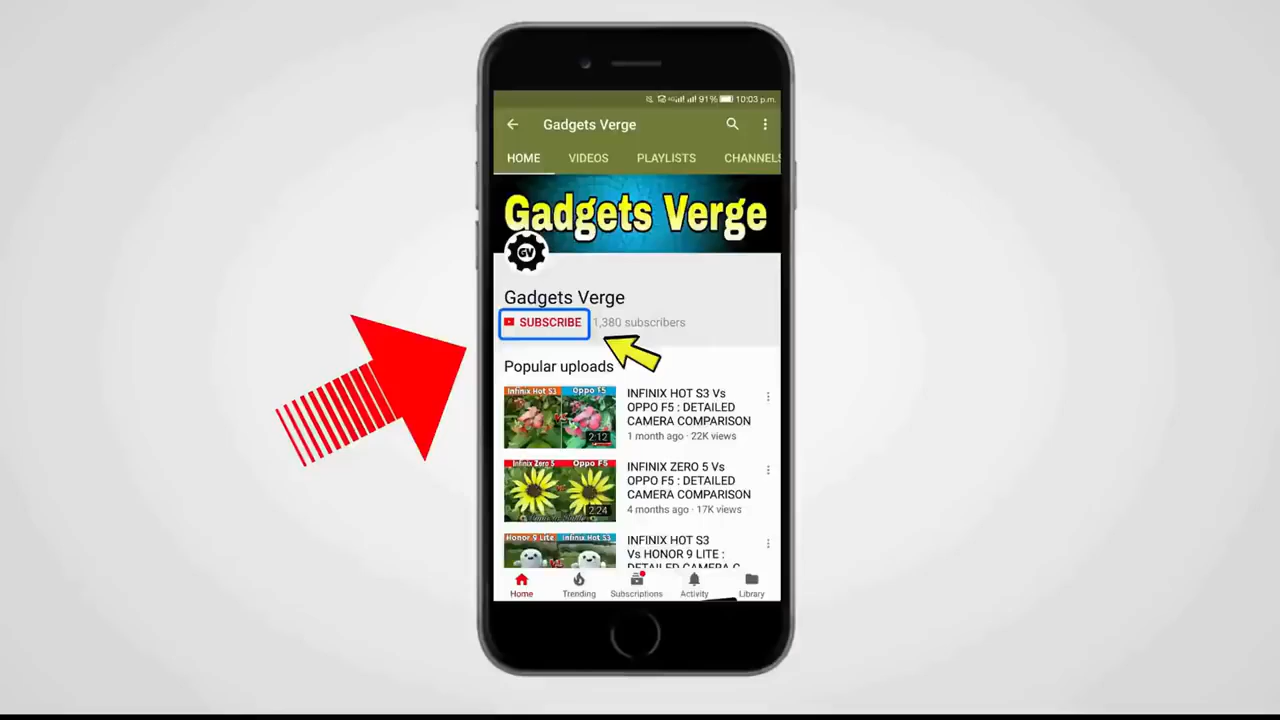 91% 10:03 p.m.
Gadgets Verge
HOME VIDEOS PLAYLISTS CHANNELS
Gadgets Verge
GV
Gadgets Verge
SUBSCRIBE 1,380 subscribers
Popular uploads
Infinix Hot S3 Oppo F5
2:12
INFINIX HOT S3 Vs
OPPO F5 : DETAILED
CAMERA COMPARISON
1 month ago · 22K views
Infinix Zero 5 Oppo F5
2:24
INFINIX ZERO 5 Vs
OPPO F5 : DETAILED
CAMERA COMPARISON
4 months ago · 17K views
Honor 9 Lite Infinix Hot S3
Vs
INFINIX HOT S3
Vs HONOR 9 LITE :
DETAILED CAMERA C
Home Trending Subscriptions Activity Library